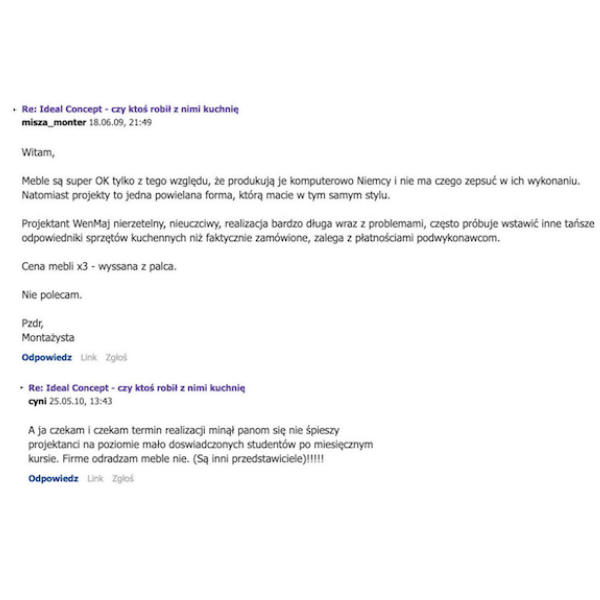 Re: Ideal Concept - czy ktoś robił z nimi kuchnię
misza_monter 18.06.09, 21:49
Witam,
Meble są super OK tylko z tego względu, że produkują je komputerowo Niemcy i nie ma czego zepsuć w ich wykonaniu.
Natomiast projekty to jedna powielana forma, którą macie w tym samym stylu.
Projektant WenMaj nierzetelny, nieuczciwy, realizacja bardzo długa wraz z problemami, często próbuje wstawić inne tańsze
odpowiedniki sprzętów kuchennych niż faktycznie zamówione, zalega z płatnościami podwykonawcom.
Cena mebli x3 - wyssana z palca.
Nie polecam.
Pzdr,
Montażysta
Odpowiedz Link Zgłoś
Re: Ideal Concept - czy ktoś robił z nimi kuchnię
cyni 25.05.10, 13:43
A ja czekam i czekam termin realizacji minął panom się nie śpieszy
projektanci na poziomie mało doswiadczonych studentów po miesięcznym
kursie. Firme odradzam meble nie. (Są inni przedstawiciele)!!!!!
Odpowiedz Link Zgłoś